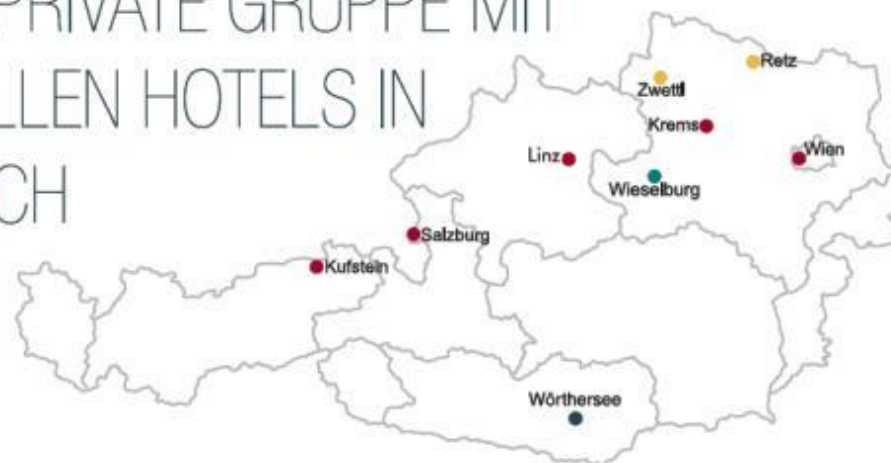 PRIVATE GRUPPE MIT
LLEN HOTELS IN
CH
Retz
Zwettl
Krems
Wien
Linz
Wieselburg
Salzburg
Kufstein
Wörthersee